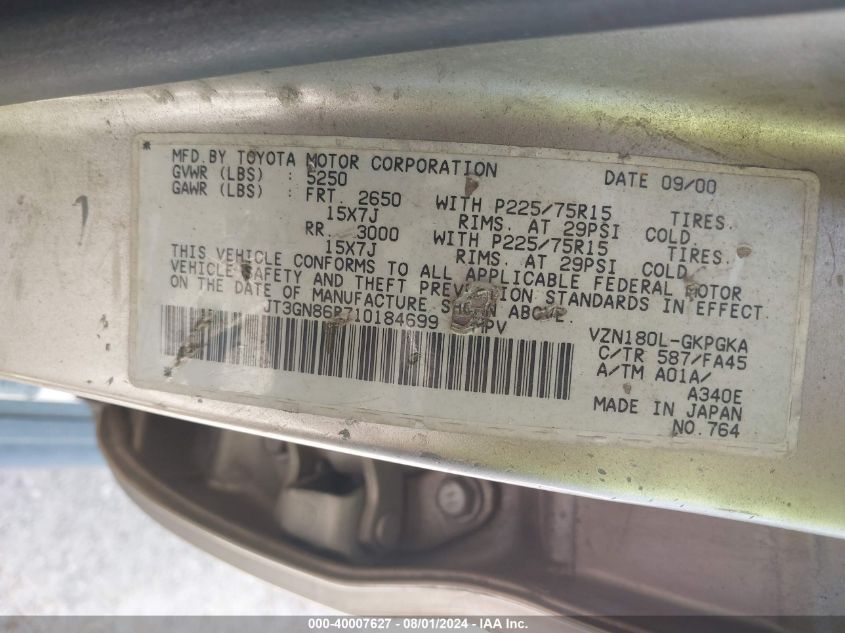 MFD.BY TOYOTA MOTOR CORPORATION DATE 09/00
GVWR (LBS) : 5250
GAWR (LBS) : FRT. 2650 WITH P225/75R15 TIRES.
15X7J RIMS. AT 29PSI COLD.
RR. 3000 WITH P225/75R15 TIRES.
15X7J RIMS. AT 29PSI COLD.
THIS VEHICLE CONFORMS TO ALL APPLICABLE FEDERAL MOTOR
VEHICLE SAFETY AND THEFT PREVENTION STANDARDS IN EFFECT
ON THE DATE OF MANUFACTURE SHOWN ABOVE.
JT3GN86R710184699 MPV VZN180L-GKPGKA
C/TR 587/FA45
A/TM A01A/
A340E
MADE IN JAPAN
NO.764
000-40007627 - 08/01/2024 - IAA Inc.